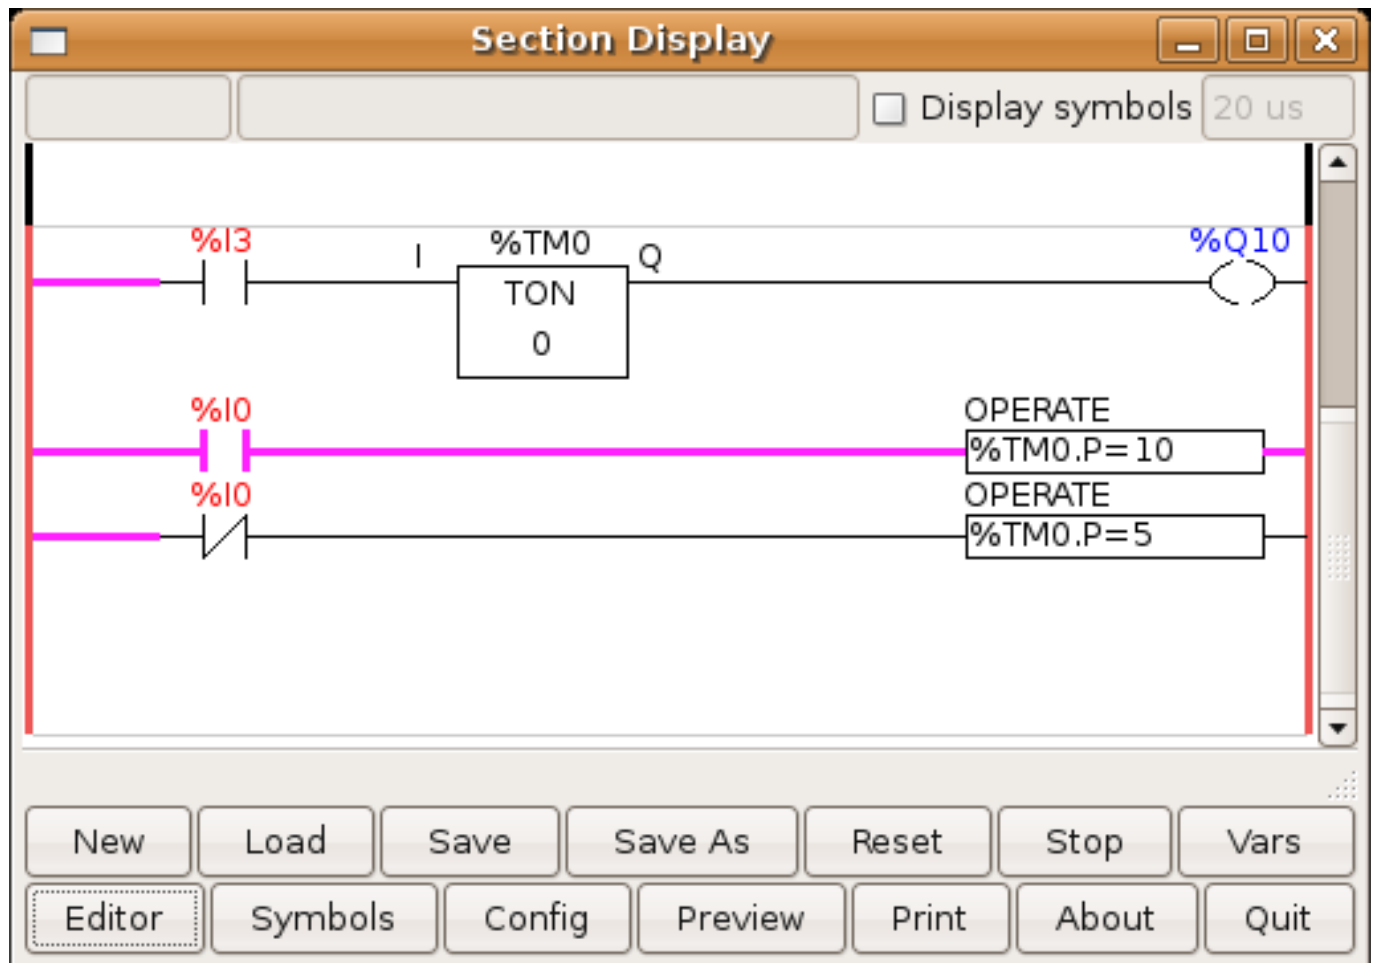 Section Display
Display symbols 20 us
%I3 I %TM0 Q %Q10
TON
0
%I0 OPERATE
%TM0.P=10
%I0 OPERATE
%TM0.P=5
New Load Save Save As Reset Stop Vars
Editor Symbols Config Preview Print About Quit